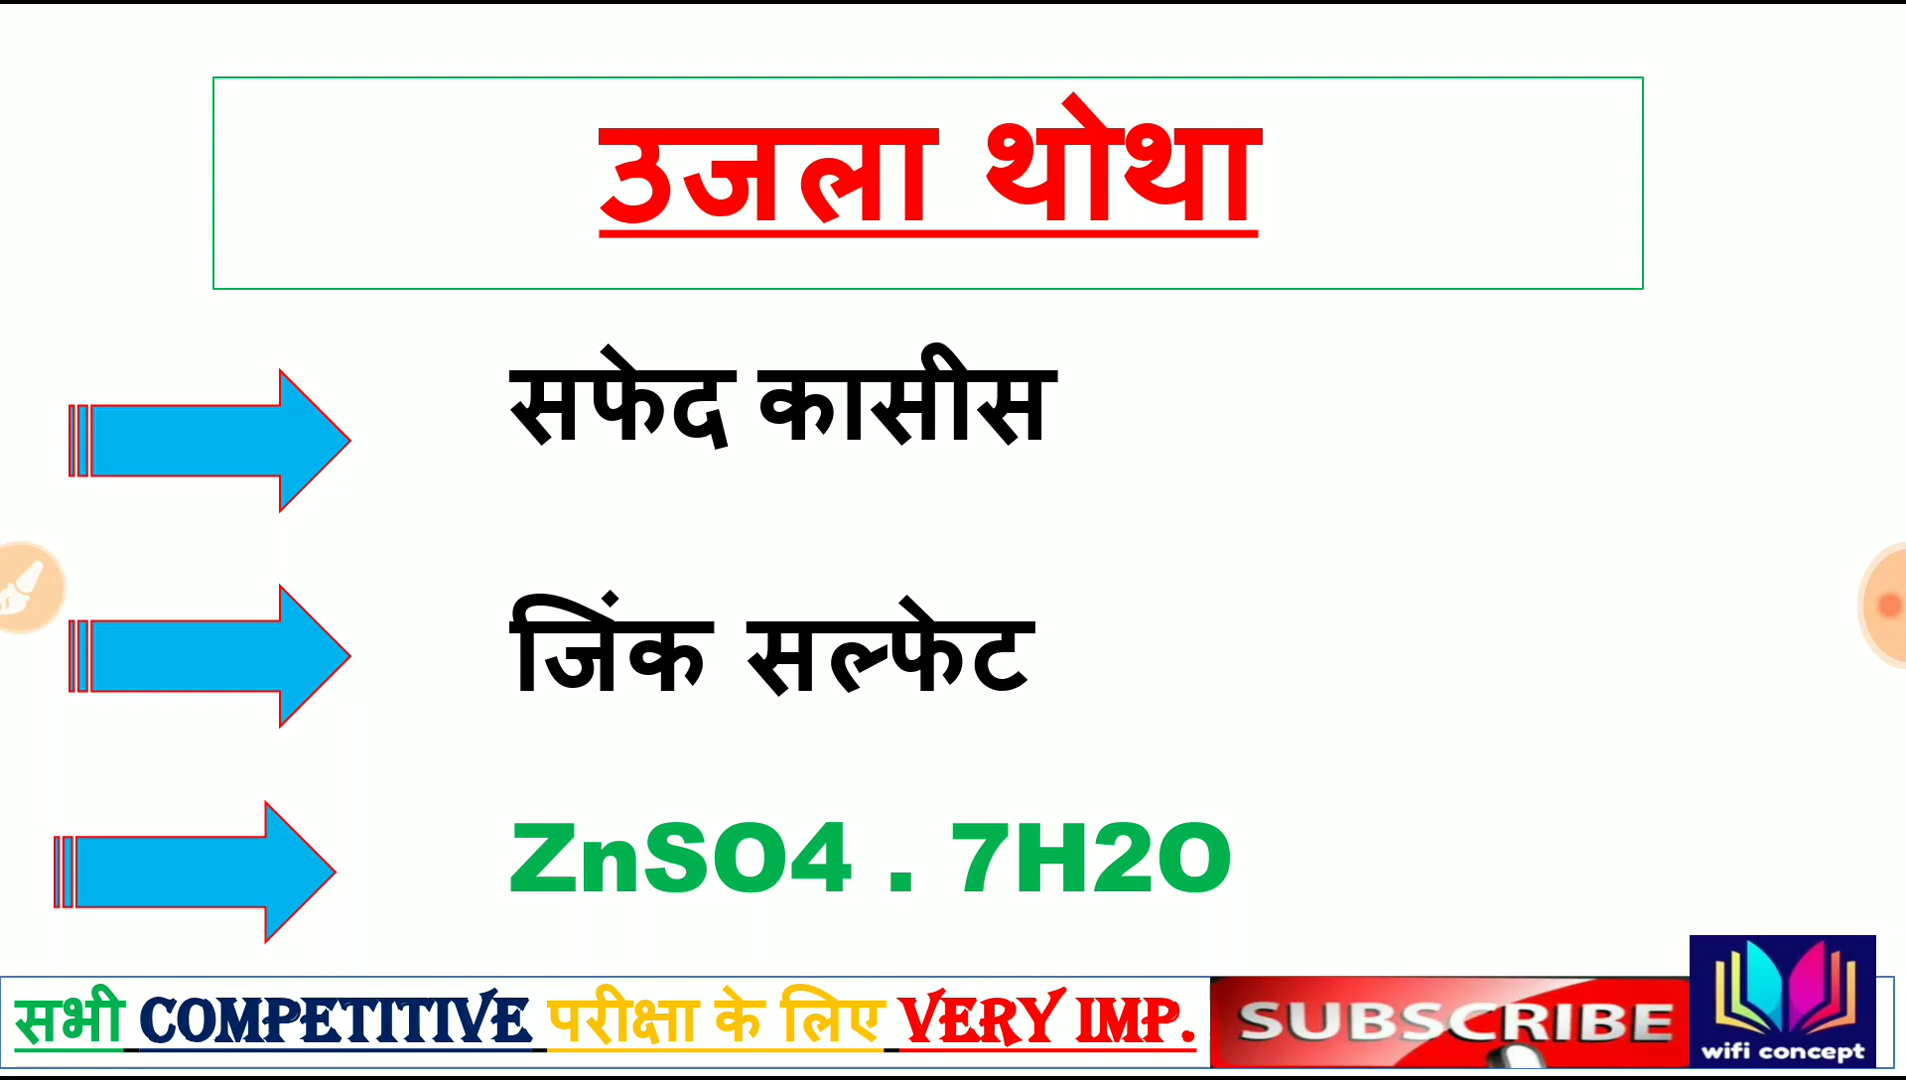 उजला थोथा
सफेद कासीस
जिंक सल्फेट
ZnSO4 . 7H2O
सभी COMPETITIVE परीक्षा के लिए VERY IMP.
SUBSCRIBE
wifi concept